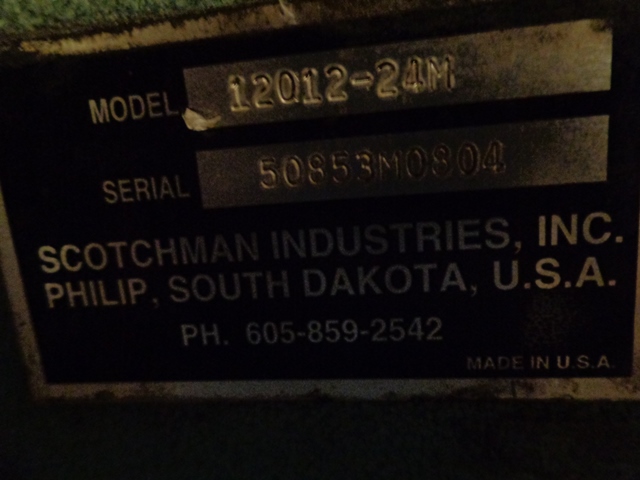 MODEL 12012-24M
SERIAL 50853M0804
SCOTCHMAN INDUSTRIES, INC.
PHILIP, SOUTH DAKOTA, U.S.A.
PH. 605-859-2542
MADE IN U.S.A.